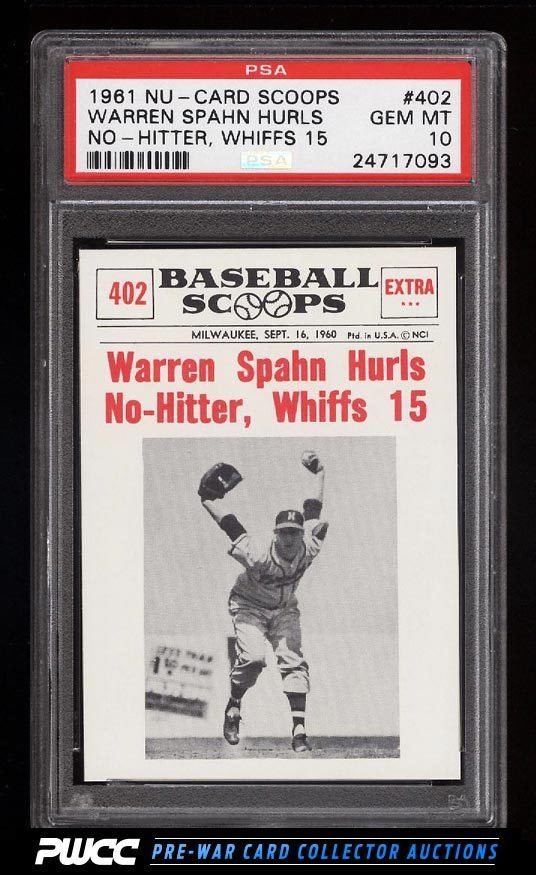 PSA
1961 NU-CARD SCOOPS #402
WARREN SPAHN HURLS GEM MT
NO-HITTER, WHIFFS 15 10
PSA 24717093
402 BASEBALL SCOOPS EXTRA
MILWAUKEE, SEPT. 16, 1960 Ptd. in U.S.A. © NCI
Warren Spahn Hurls
No-Hitter, Whiffs 15
PWCC PRE-WAR CARD COLLECTOR AUCTIONS